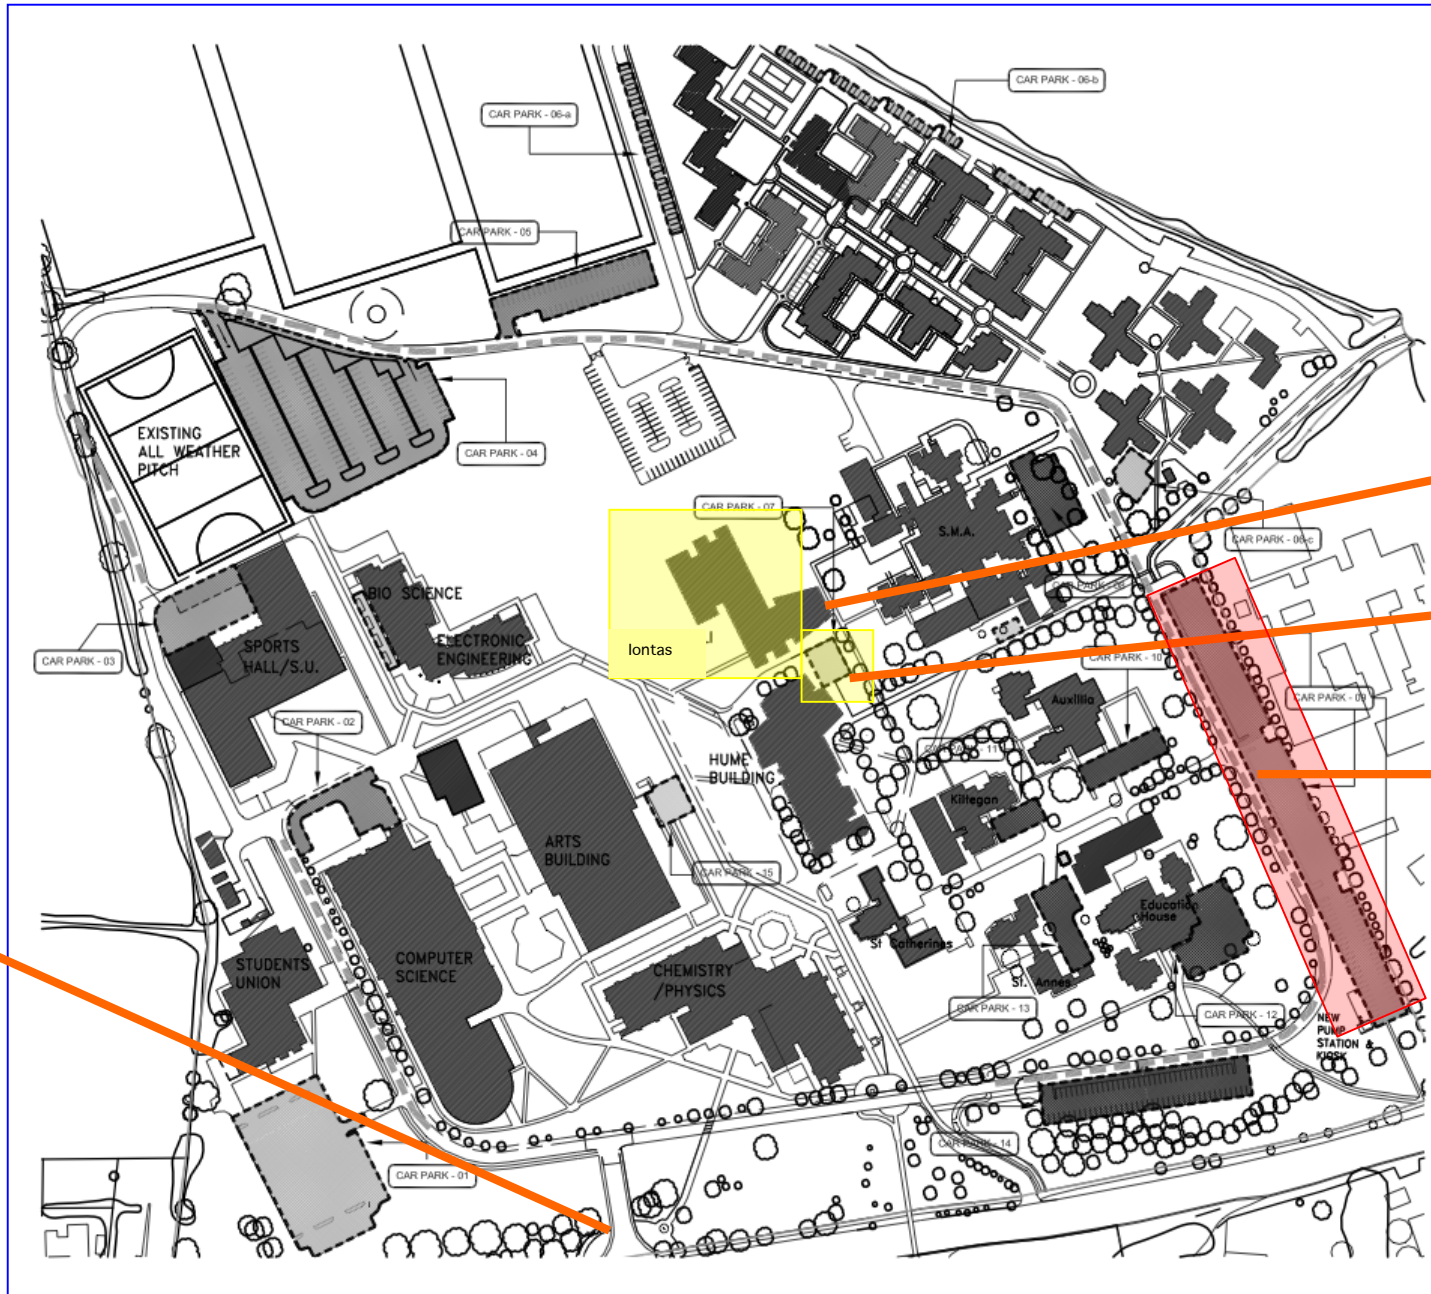 CAR PARK - 06-b
CAR PARK - 06-a
CAR PARK - 05
EXISTING
ALL WEATHER
PITCH
CAR PARK - 04
CAR PARK - 07
S.M.A.
CAR PARK - 06-c
CAR PARK - 08
BIO SCIENCE
ELECTRONIC
ENGINEERING
Iontas
SPORTS
HALL/S.U.
CAR PARK - 03
CAR PARK - 10
Auxillia
CAR PARK - 09
CAR PARK - 02
CAR PARK - 11
HUME
BUILDING
Kiltegan
ARTS
BUILDING
CAR PARK - 15
Education
House
St Catherines
STUDENTS
UNION
COMPUTER
SCIENCE
CHEMISTRY
/PHYSICS
St. Annes
CAR PARK - 13
CAR PARK - 12
NEW
PUMP
STATION &
KIOSK
CAR PARK - 14
CAR PARK - 01